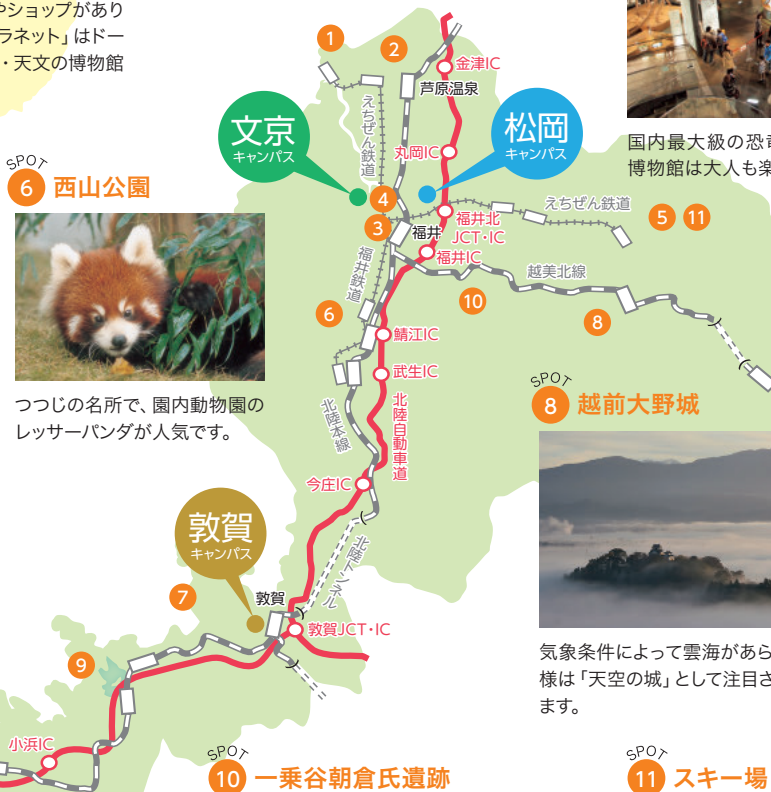 やショップがあり
ラネット」はドー
・天文の博物館
SPOT
6 西山公園
つつじの名所で、園内動物園の
レッサーパンダが人気です。
1
2
金津IC
芦原温泉
えちぜん鉄道
文京
キャンパス
松岡
キャンパス
丸岡IC
4
3
福井
福井北
JCT・IC
福井IC
えちぜん鉄道
5 11
福井鉄道
越美北線
10
8
6
鯖江IC
武生IC
北陸本線
北陸自動車道
今庄IC
敦賀
キャンパス
北陸トンネル
7
敦賀
敦賀JCT・IC
9
小浜IC
国内最大級の恐竜
博物館は大人も楽
SPOT
8 越前大野城
気象条件によって雲海があら
様は「天空の城」として注目さ
ます。
SPOT
10 一乗谷朝倉氏遺跡
SPOT
11 スキー場